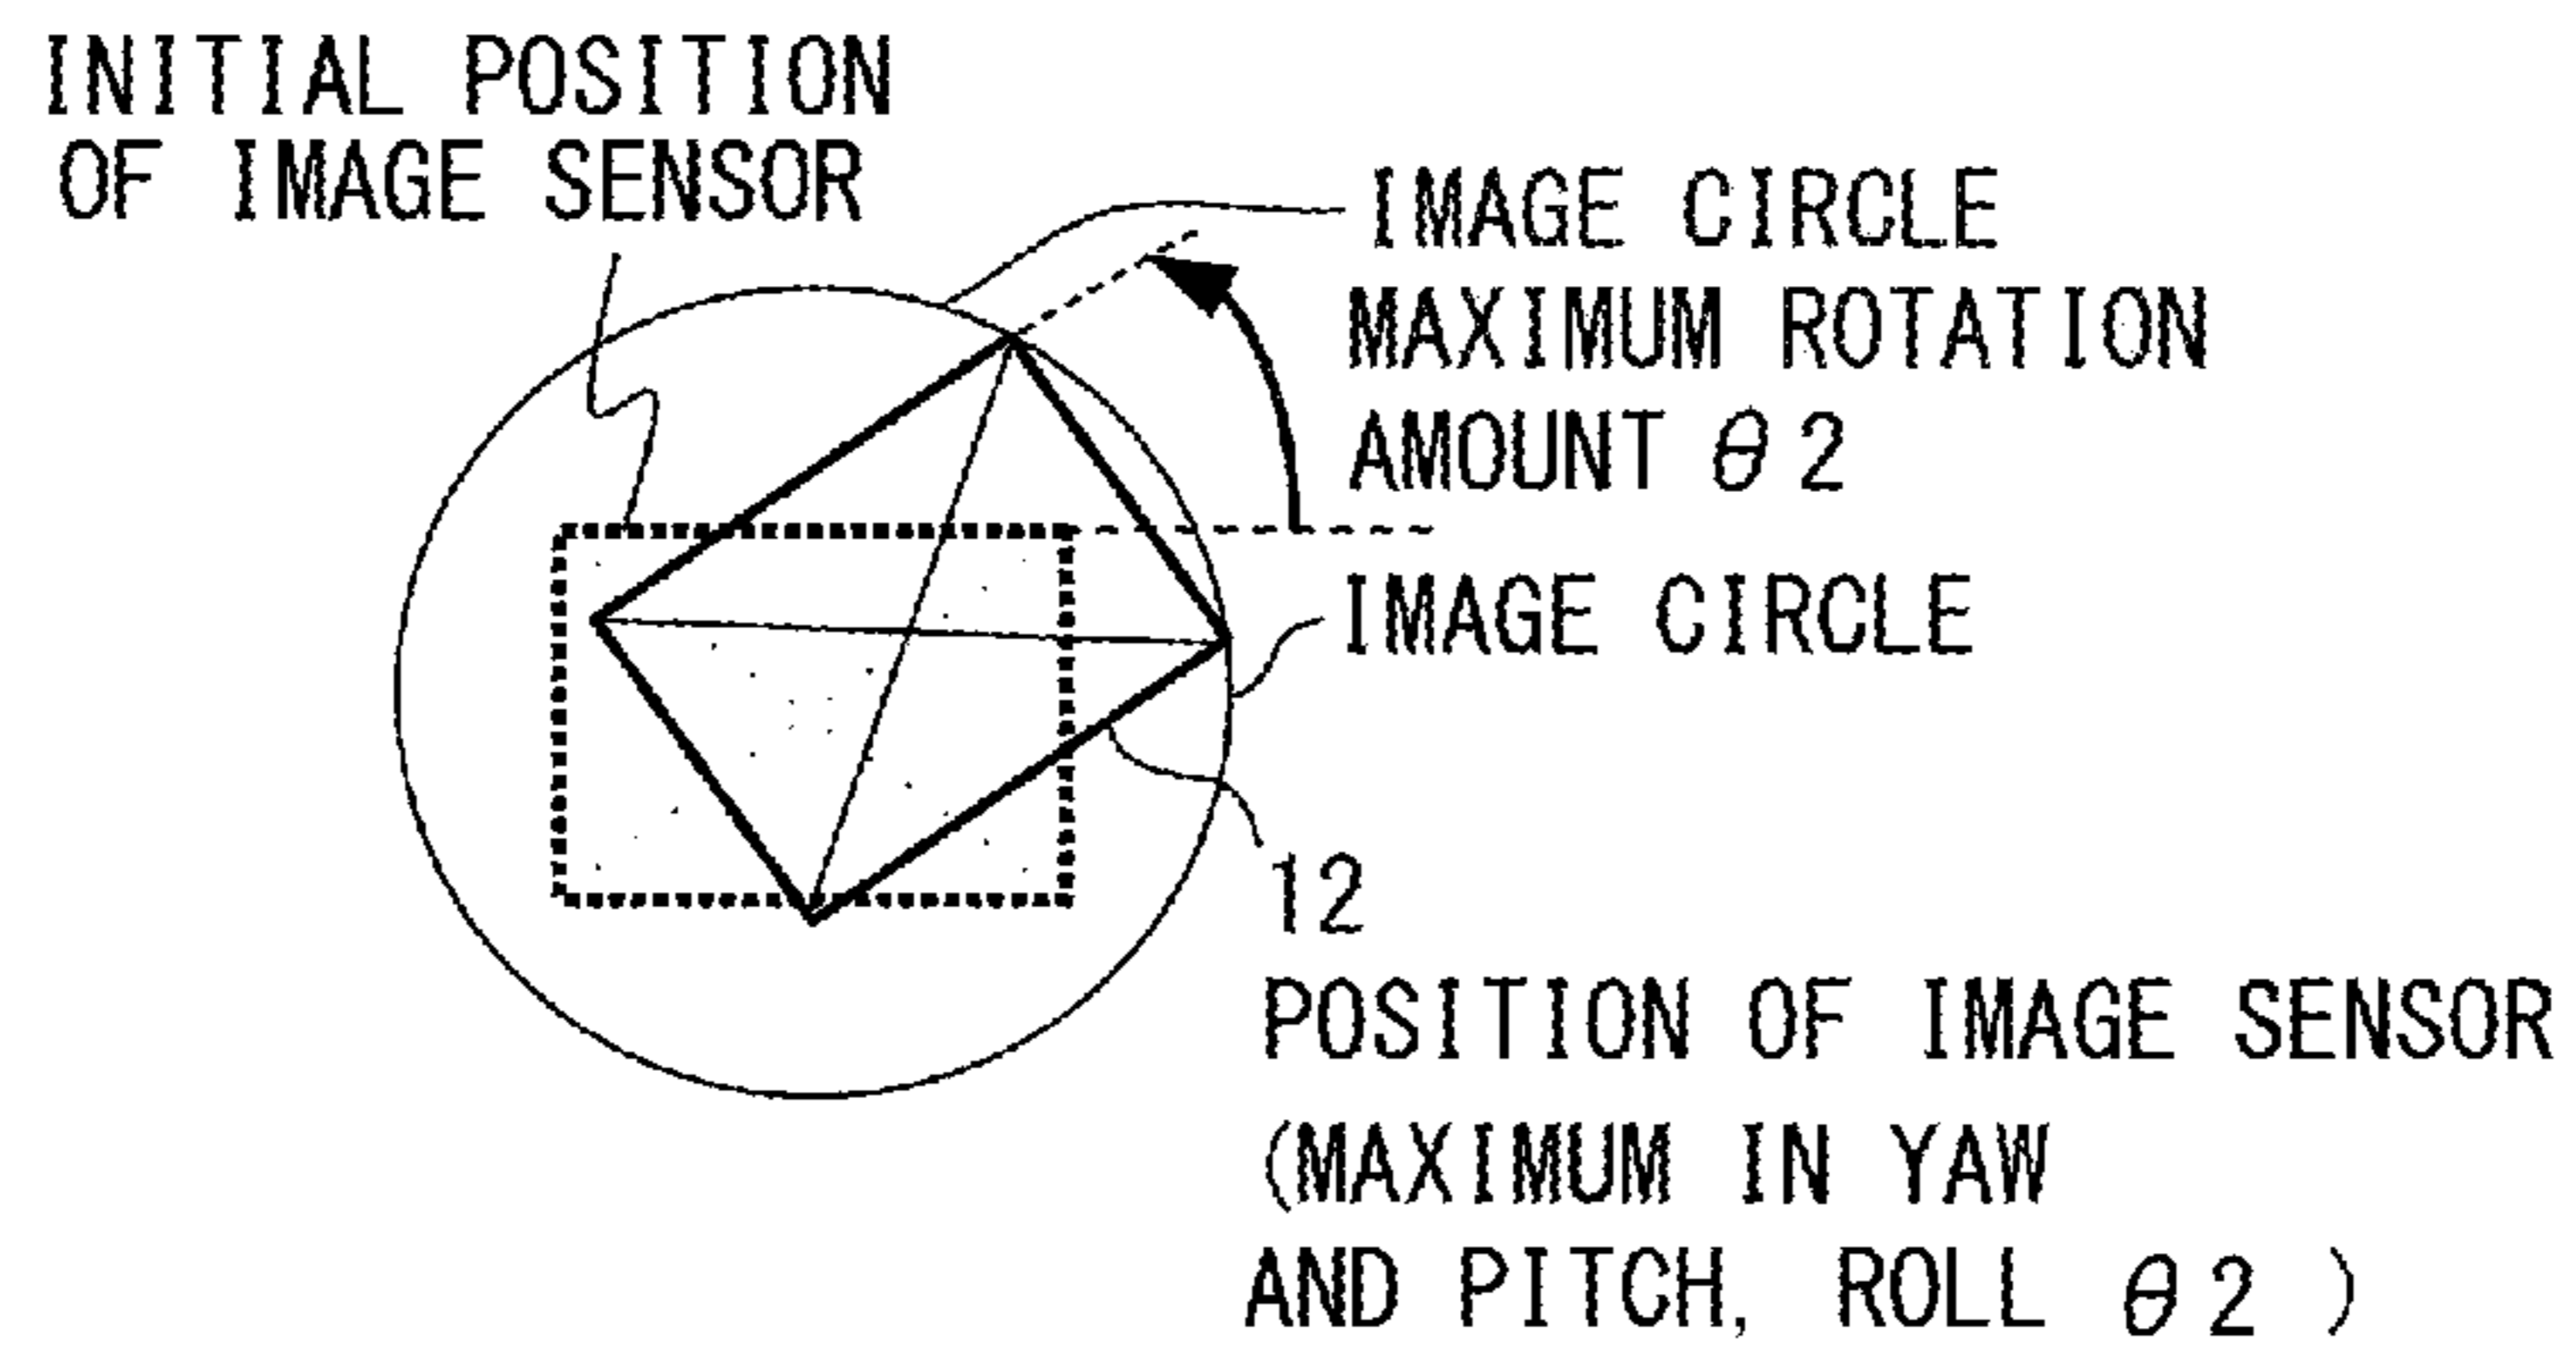 INITIAL POSITION
OF IMAGE SENSOR
IMAGE CIRCLE
MAXIMUM ROTATION
AMOUNT θ2
IMAGE CIRCLE
12
POSITION OF IMAGE SENSOR
(MAXIMUM IN YAW
AND PITCH, ROLL θ2 )